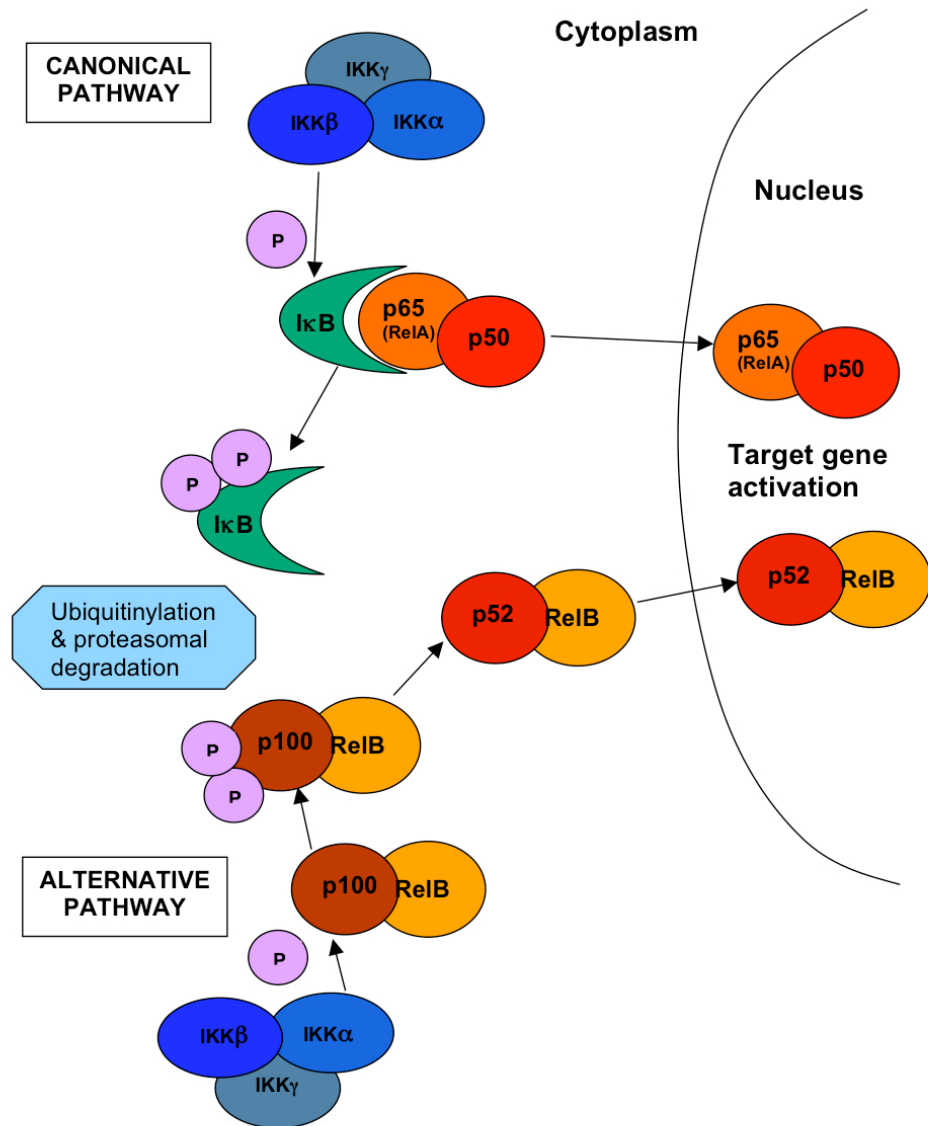 Cytoplasm
CANONICAL
PATHWAY
IKKγ
IKKβ
IKKα
Nucleus
P
IκB
p65
(RelA)
p50
p65
(RelA)
p50
P
P
IκB
Target gene
activation
p52
RelB
p52
RelB
Ubiquitinylation
& proteasomal
degradation
P
P
p100
RelB
ALTERNATIVE
PATHWAY
p100
RelB
P
IKKβ
IKKα
IKKγ